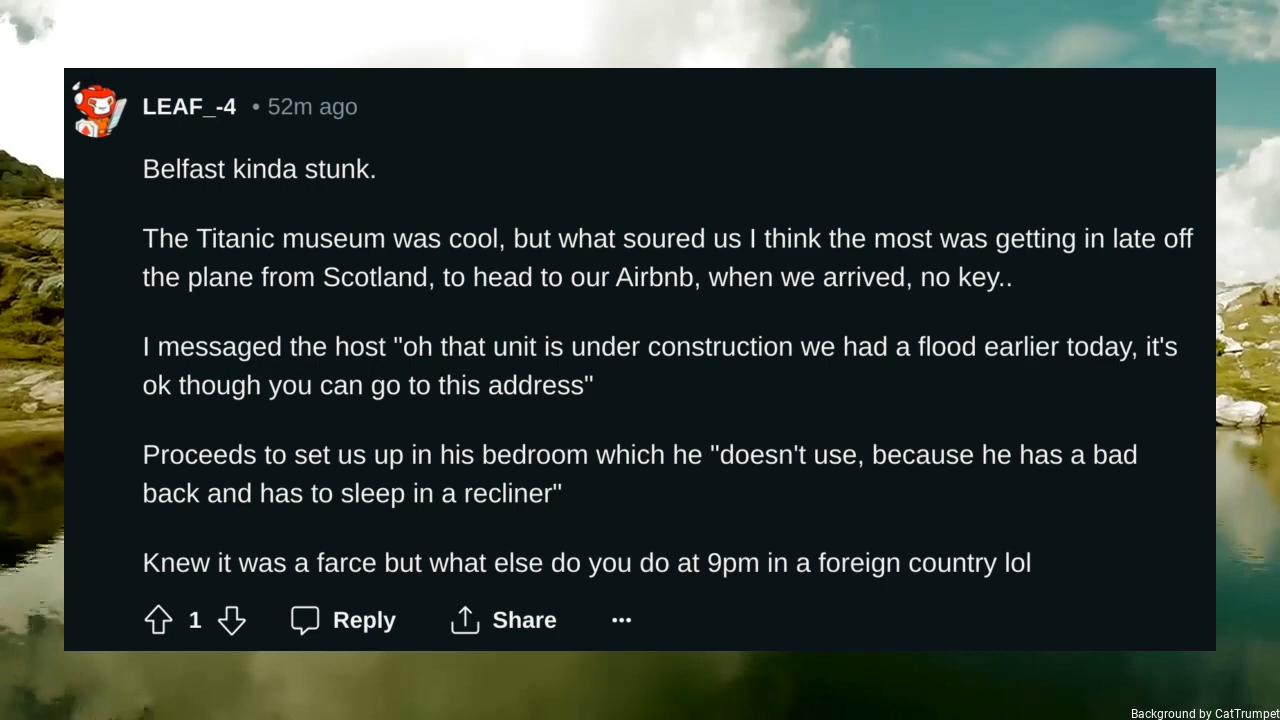 LEAF_-4 • 52m ago
Belfast kinda stunk.
The Titanic museum was cool, but what soured us I think the most was getting in late off
the plane from Scotland, to head to our Airbnb, when we arrived, no key..
I messaged the host "oh that unit is under construction we had a flood earlier today, it's
ok though you can go to this address"
Proceeds to set us up in his bedroom which he "doesn't use, because he has a bad
back and has to sleep in a recliner"
Knew it was a farce but what else do you do at 9pm in a foreign country lol
1 Reply Share
Background by CatTrumpet